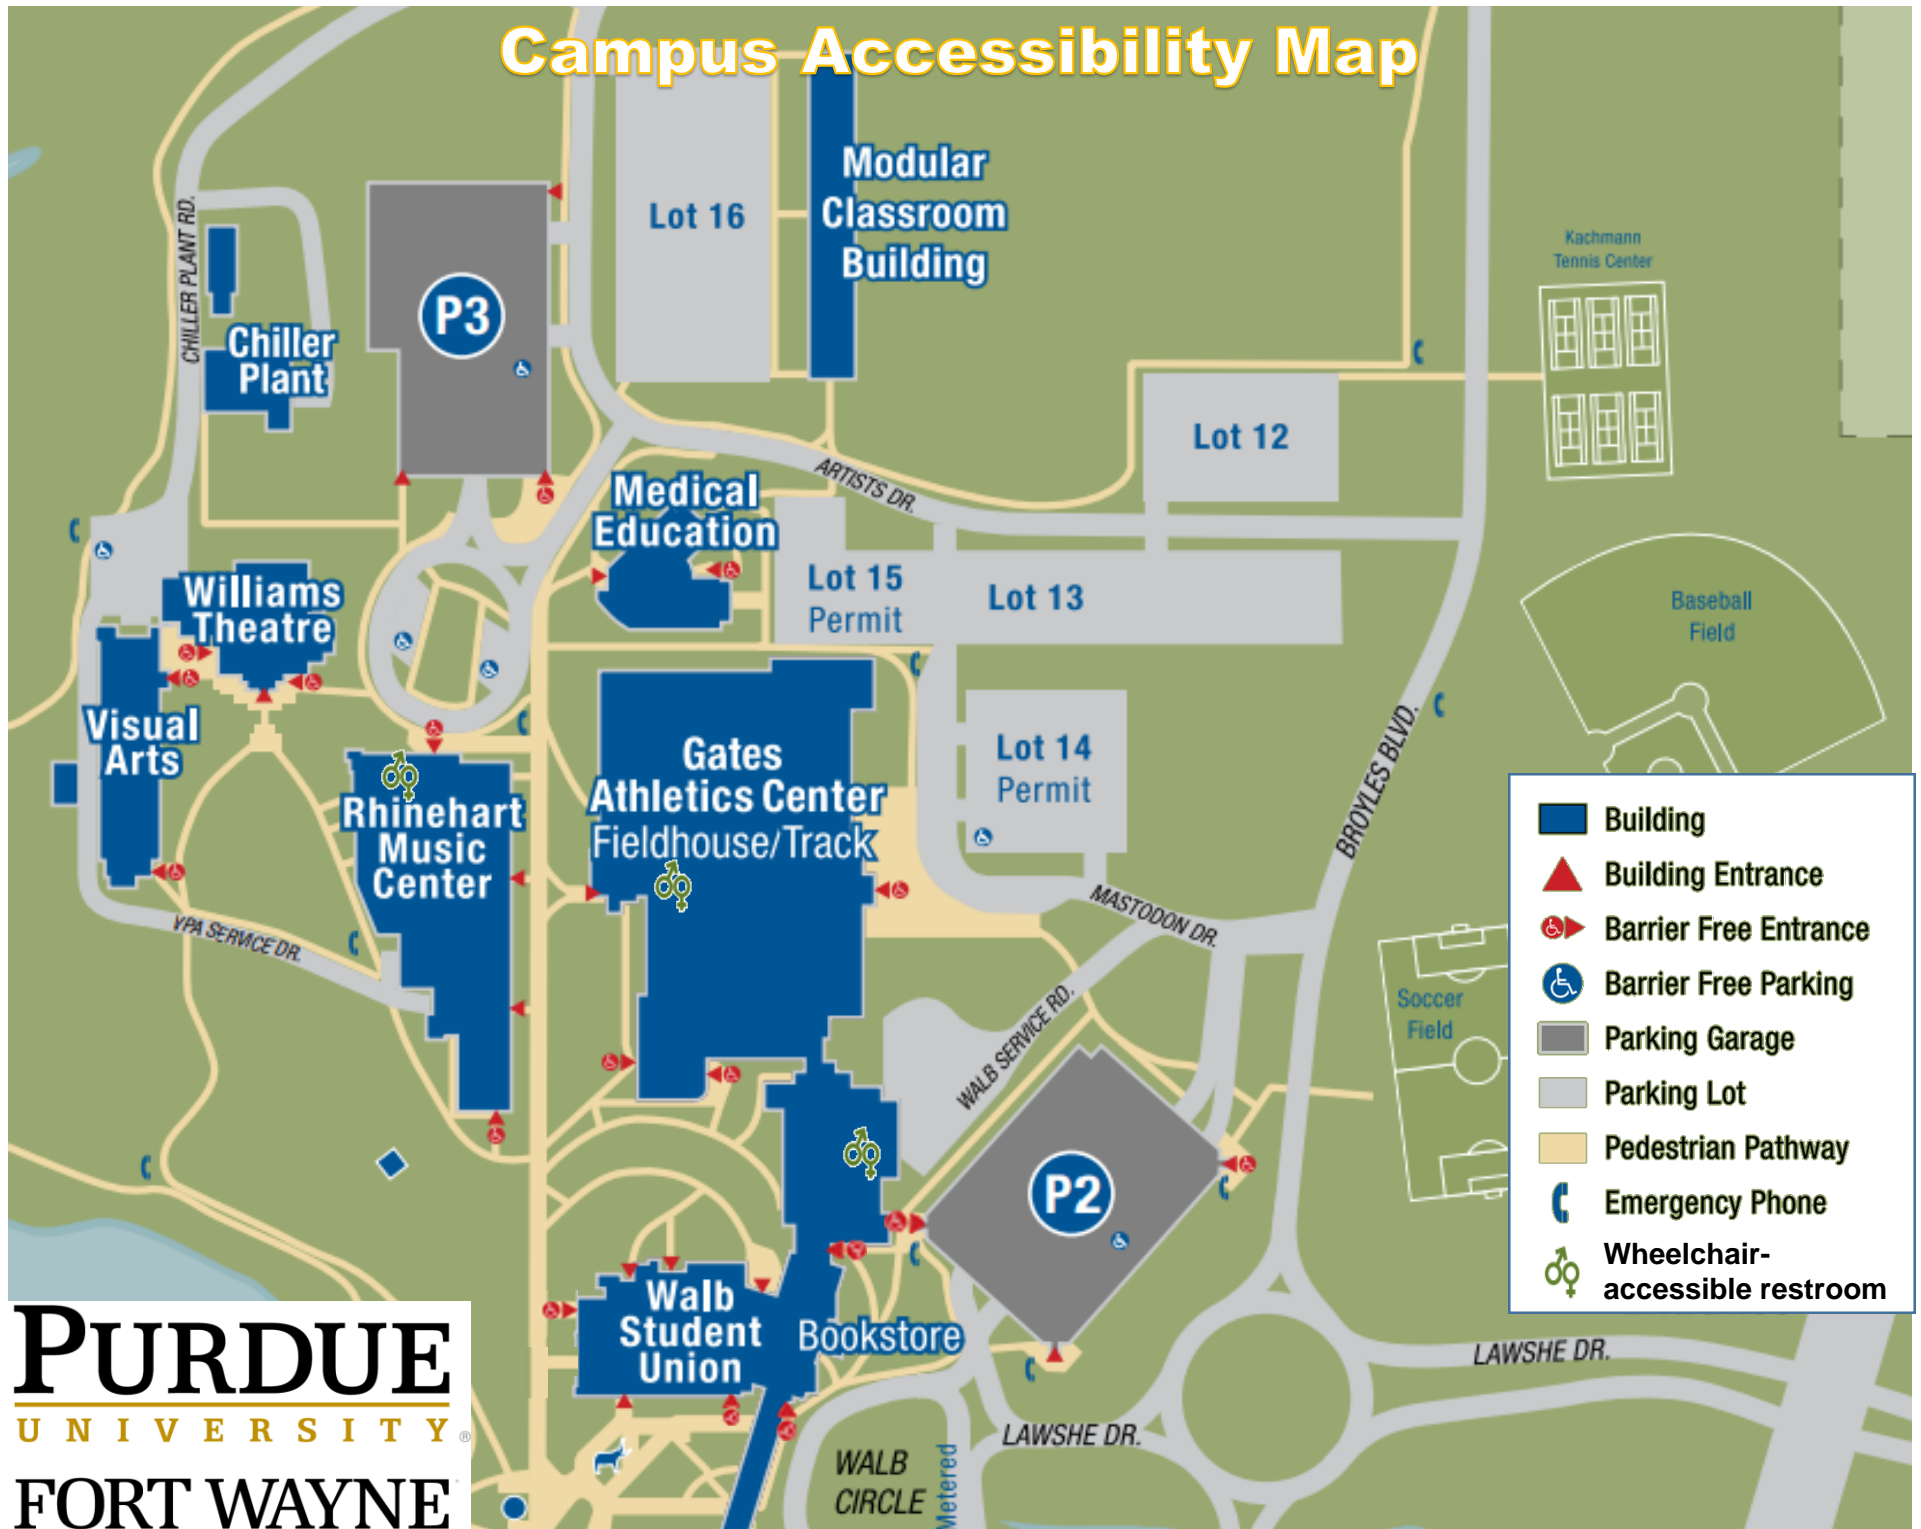 Campus Accessibility Map
Modular
Classroom
Building
Lot 16
CHILLER PLANT RD.
P3
Chiller
Plant
Kachmann
Tennis Center
Lot 12
ARTISTS DR.
Medical
Education
Lot 15
Permit
Lot 13
Williams
Theatre
Baseball
Field
Visual
Arts
Gates
Athletics Center
Fieldhouse/Track
Lot 14
Permit
BROYLES BLVD.
Rhinehart
Music
Center
VPA SERVICE DR.
MASTODON DR.
WALB SERVICE RD.
Soccer
Field
P2
Walb
Student
Union
Bookstore
LAWSHE DR.
LAWSHE DR.
WALB
CIRCLE
Metered
Building
Building Entrance
Barrier Free Entrance
Barrier Free Parking
Parking Garage
Parking Lot
Pedestrian Pathway
Emergency Phone
Wheelchair-
accessible restroom
PURDUE
UNIVERSITY®
FORT WAYNE